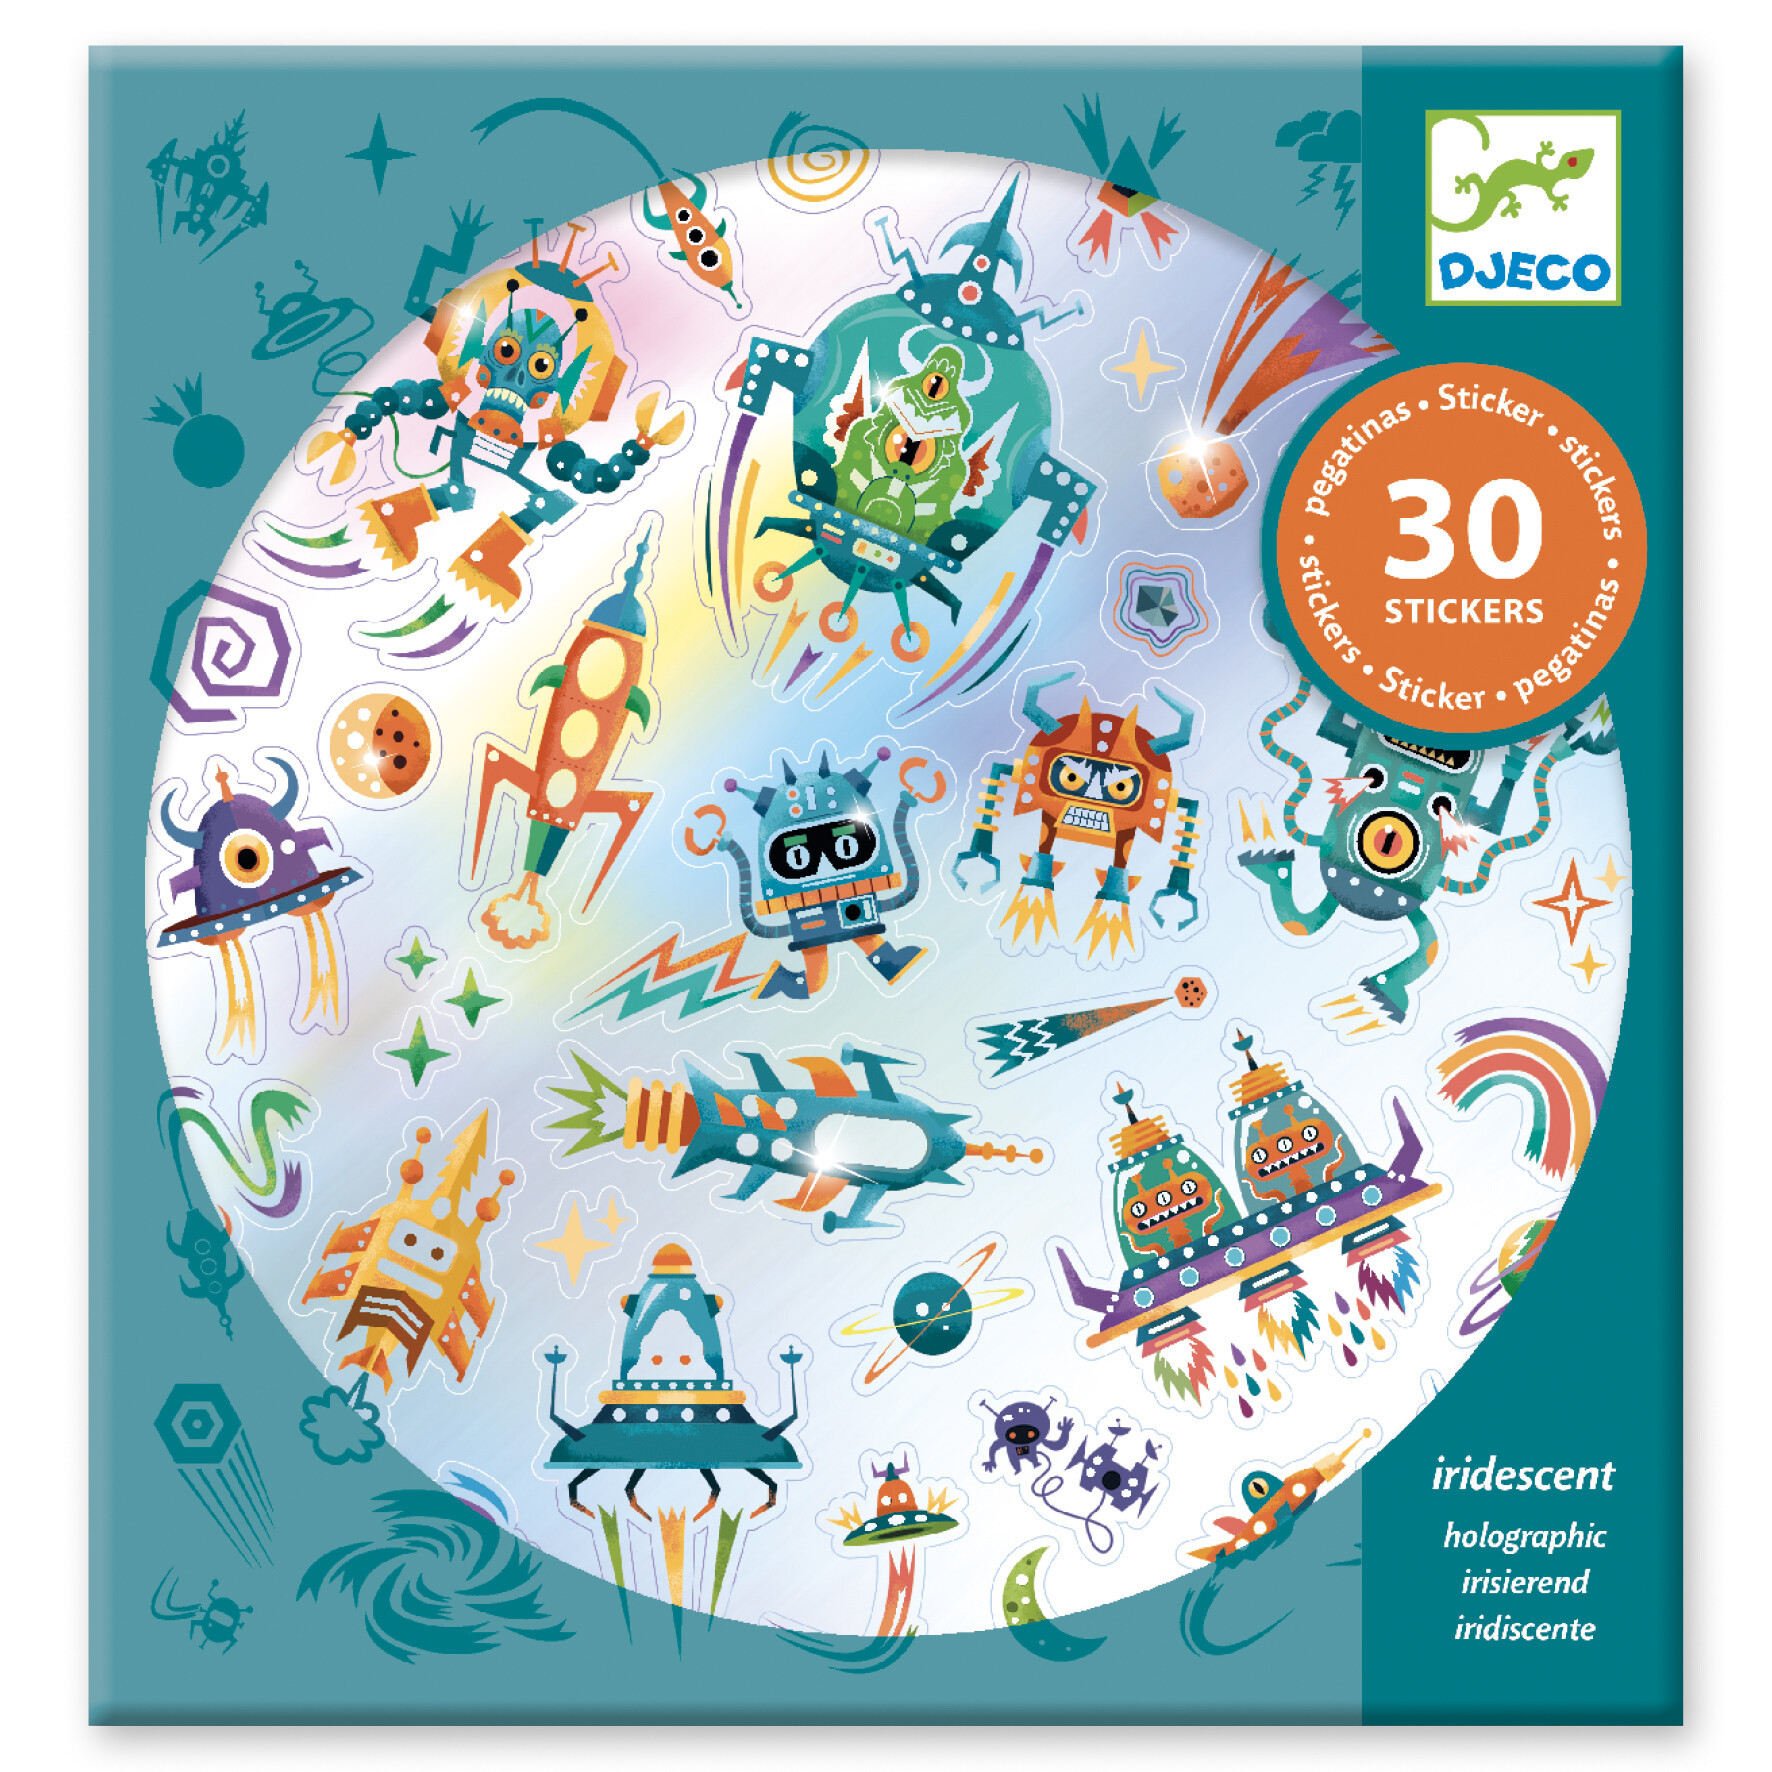 DJECO
pegatinas • Sticker • stickers • pegatinas • Sticker • stickers •
30
STICKERS
iridescent
holographic
irisierend
iridiscente